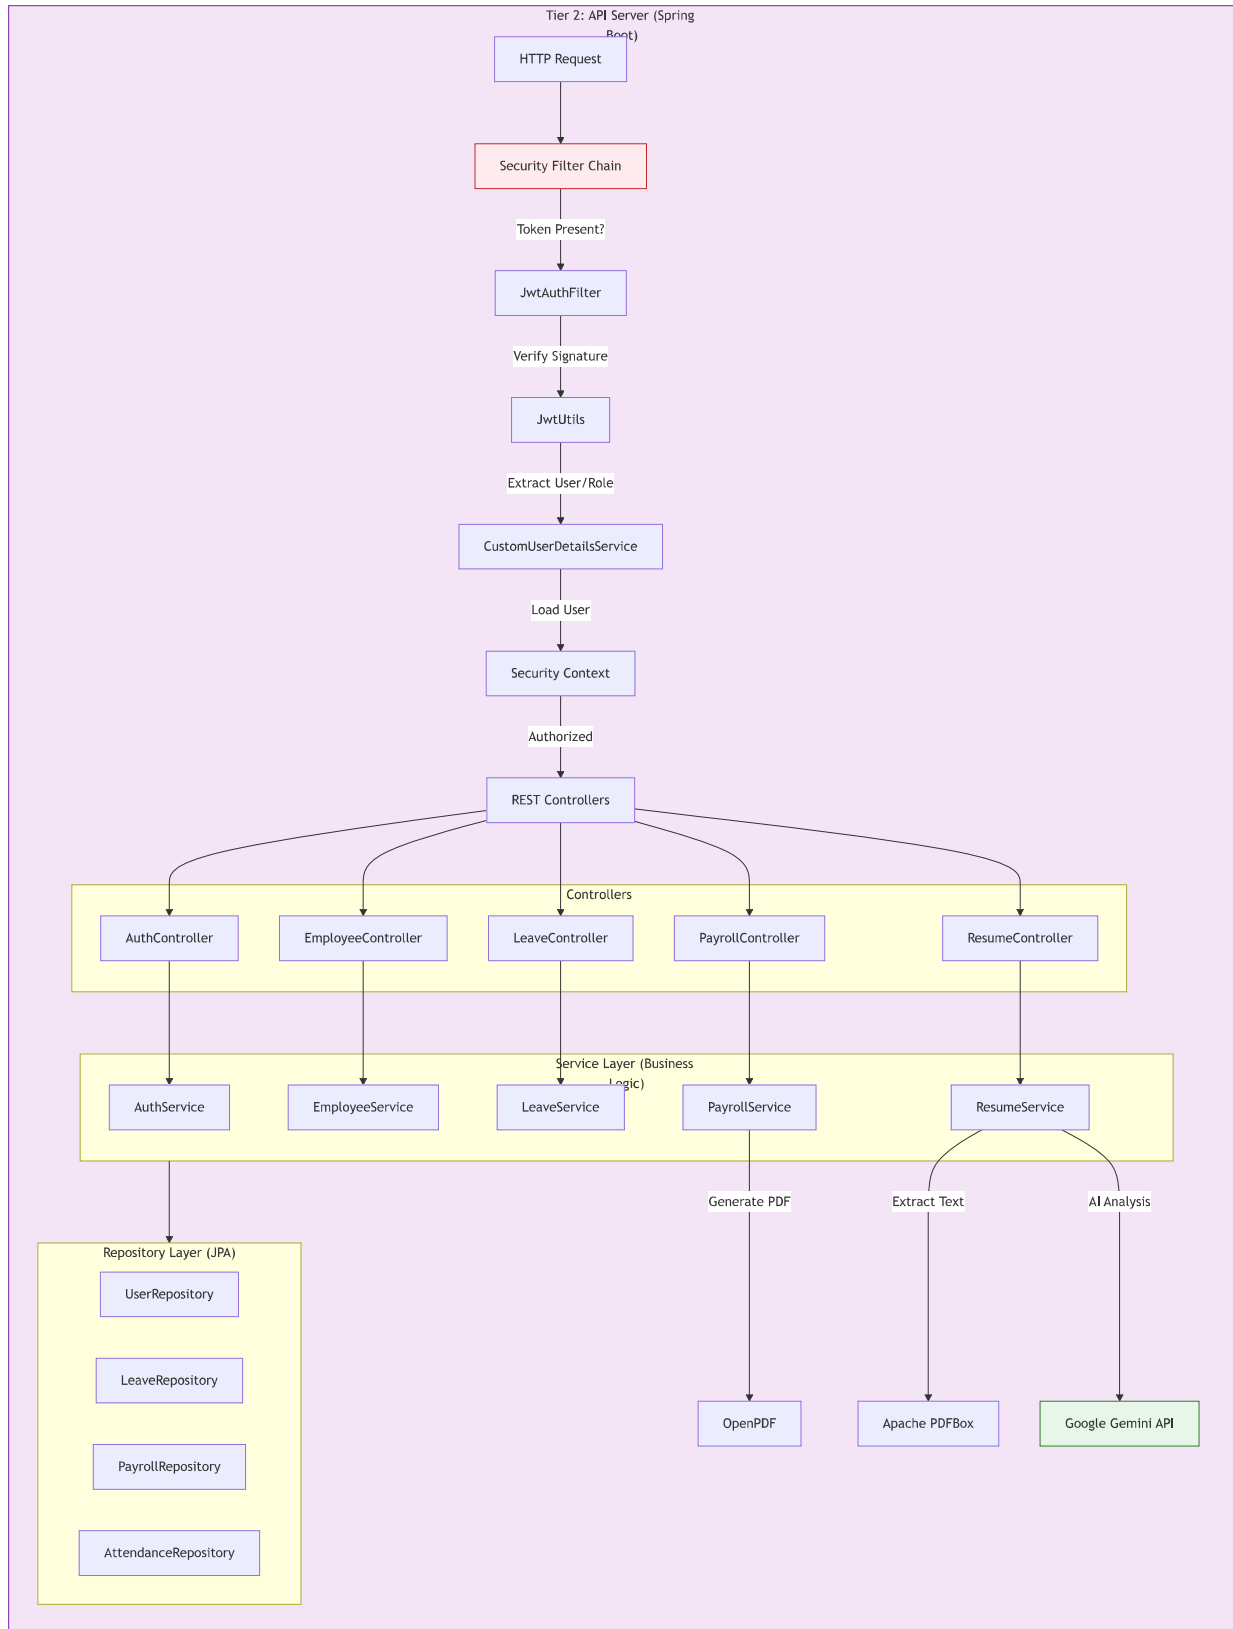 Tier 2: API Server (Spring
Boot)
HTTP Request
Security Filter Chain
Token Present?
JwtAuthFilter
Verify Signature
JwtUtils
Extract User/Role
CustomUserDetailsService
Load User
Security Context
Authorized
REST Controllers
Controllers
AuthController
EmployeeController
LeaveController
PayrollController
ResumeController
Service Layer (Business
Logic)
AuthService
EmployeeService
LeaveService
PayrollService
ResumeService
Generate PDF
Extract Text
AI Analysis
Repository Layer (JPA)
UserRepository
LeaveRepository
PayrollRepository
AttendanceRepository
OpenPDF
Apache PDFBox
Google Gemini API